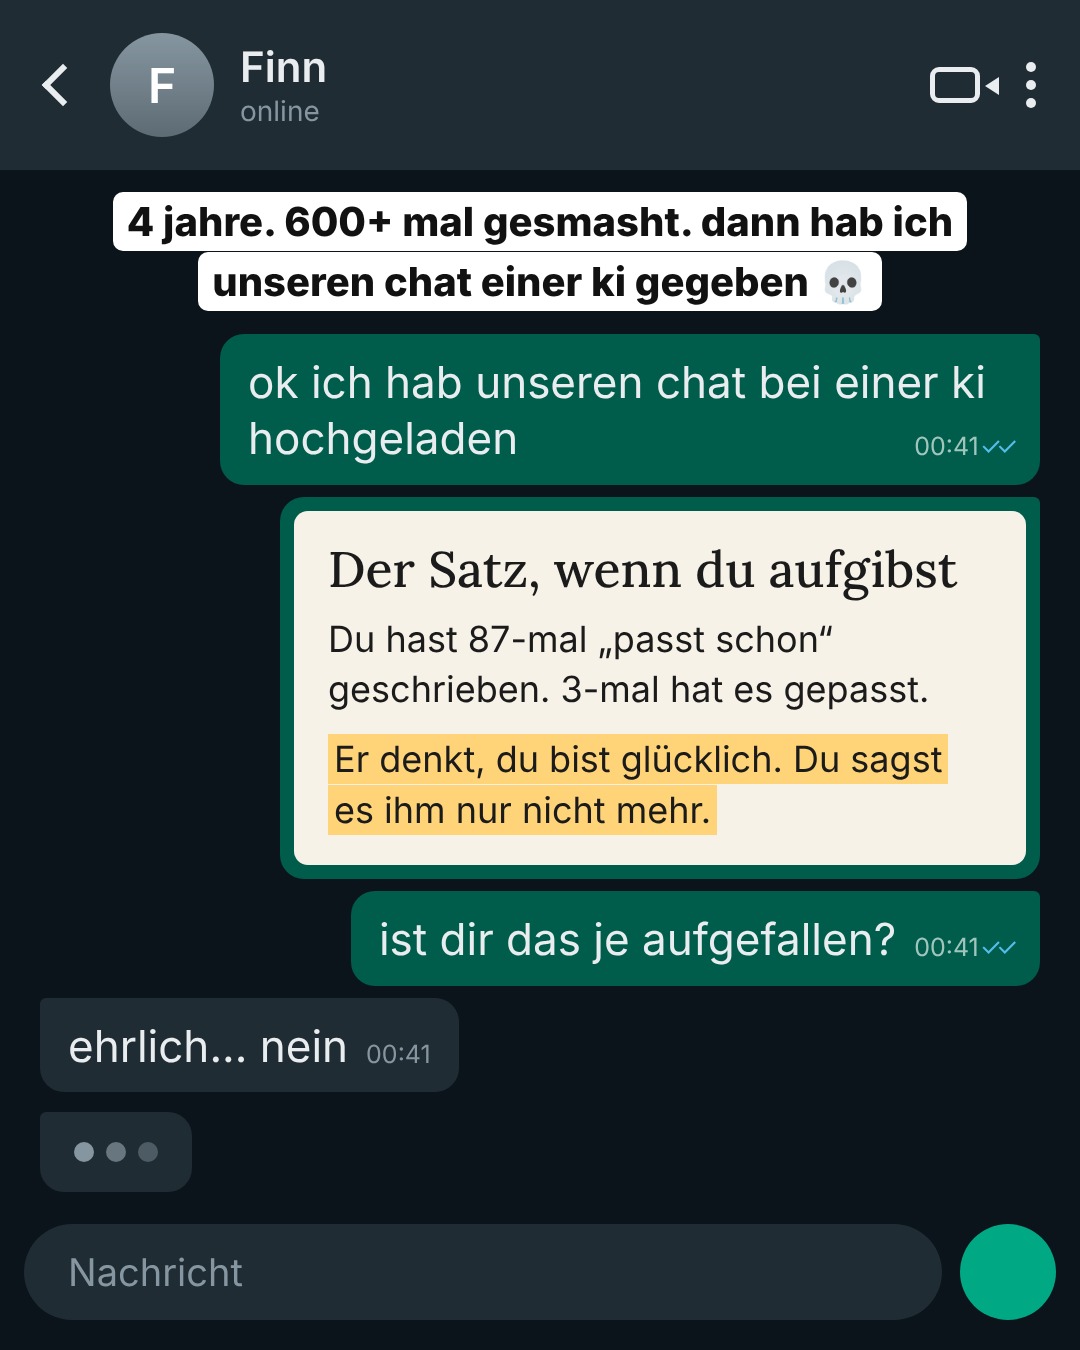 F
Finn
online
4 jahre. 600+ mal gesmasht. dann hab ich
unseren chat einer ki gegeben 💀
ok ich hab unseren chat bei einer ki
hochgeladen
00:41
Der Satz, wenn du aufgibst
Du hast 87-mal „passt schon“
geschrieben. 3-mal hat es gepasst.
Er denkt, du bist glücklich. Du sagst
es ihm nur nicht mehr.
ist dir das je aufgefallen? 00:41
ehrlich... nein 00:41
Nachricht